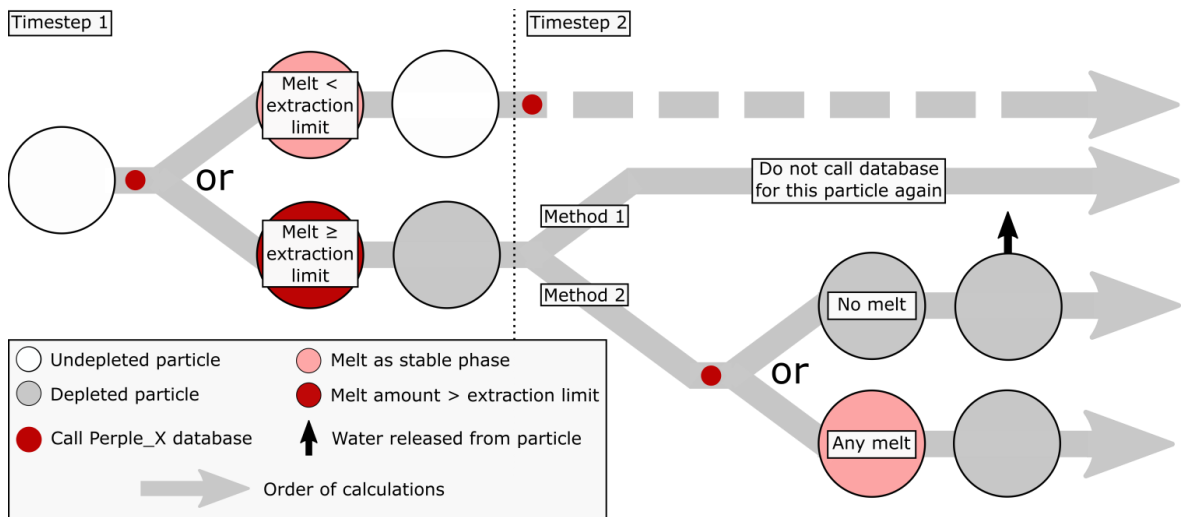 Timestep 1
Timestep 2
Melt <
extraction
limit
or
Melt ≥
extraction
limit
Do not call database
for this particle again
Method 1
Method 2
No melt
or
Any melt
Undepleted particle
Depleted particle
Call Perple_X database
Melt as stable phase
Melt amount > extraction limit
Water released from particle
Order of calculations